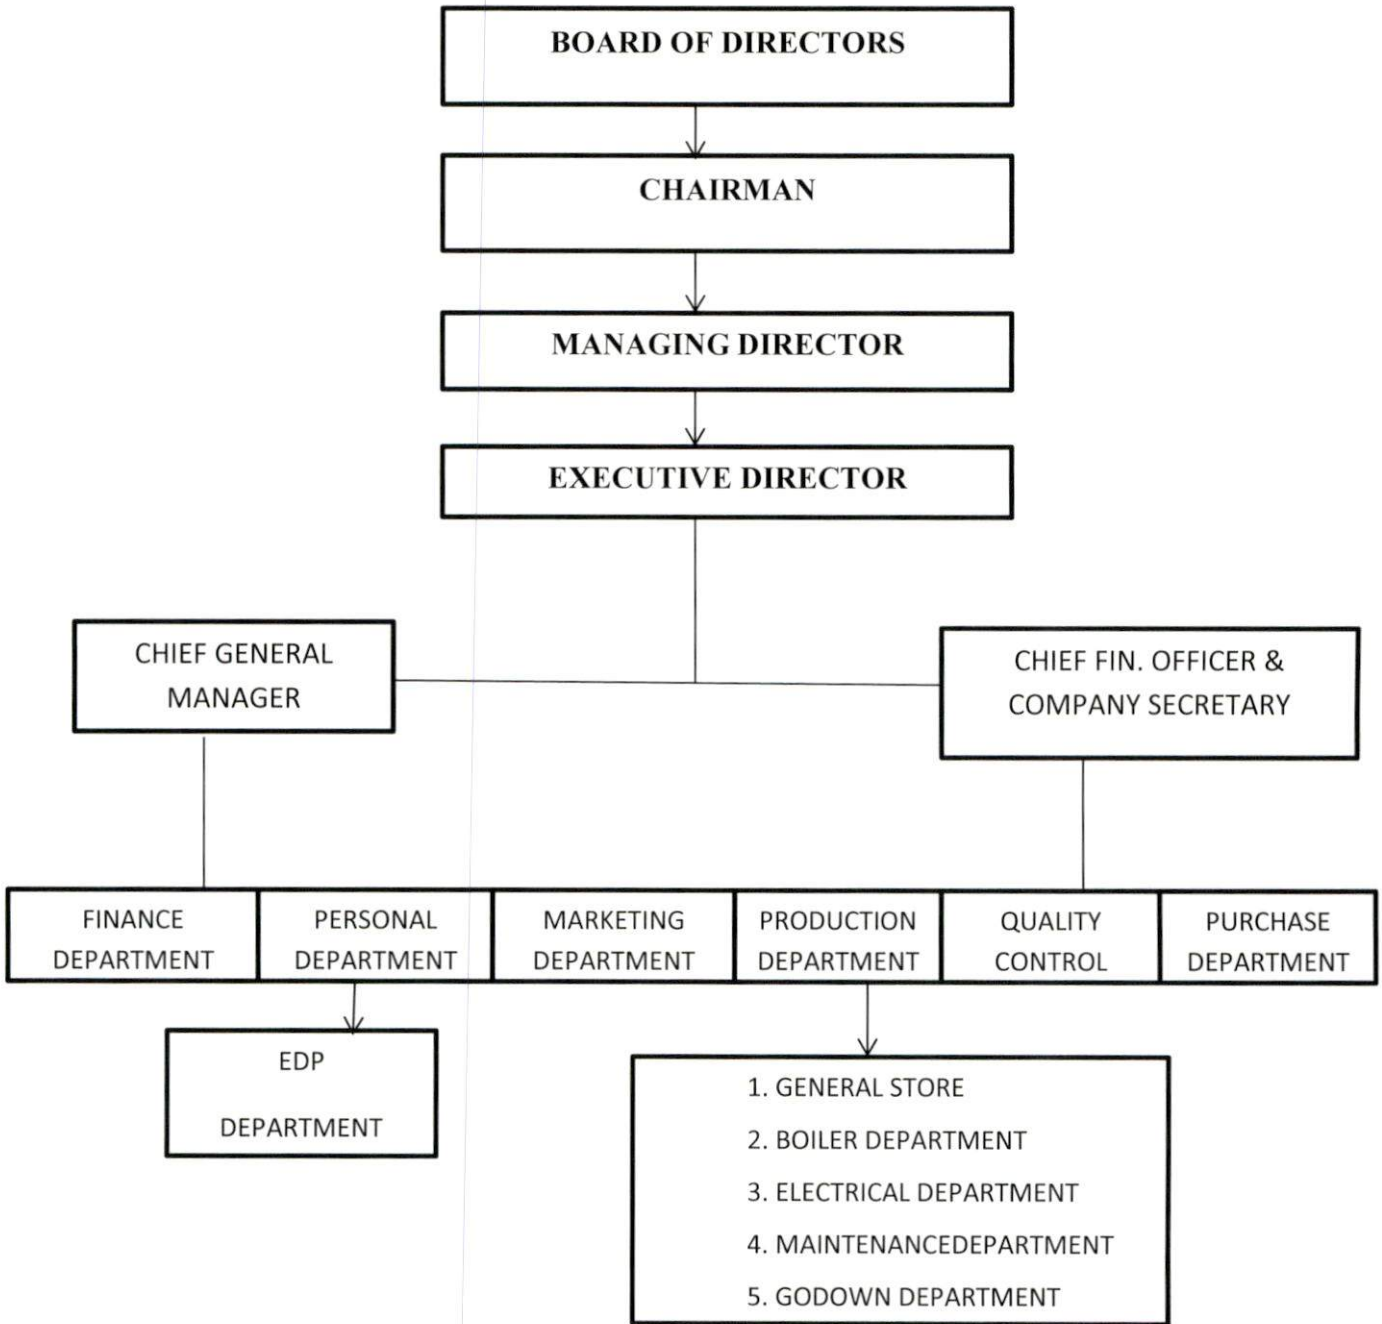 BOARD OF DIRECTORS
CHAIRMAN
MANAGING DIRECTOR
EXECUTIVE DIRECTOR
CHIEF GENERAL
MANAGER
CHIEF FIN. OFFICER &
COMPANY SECRETARY
FINANCE
DEPARTMENT
PERSONAL
DEPARTMENT
MARKETING
DEPARTMENT
PRODUCTION
DEPARTMENT
QUALITY
CONTROL
PURCHASE
DEPARTMENT
EDP
DEPARTMENT
1. GENERAL STORE
2. BOILER DEPARTMENT
3. ELECTRICAL DEPARTMENT
4. MAINTENANCEDEPARTMENT
5. GODOWN DEPARTMENT